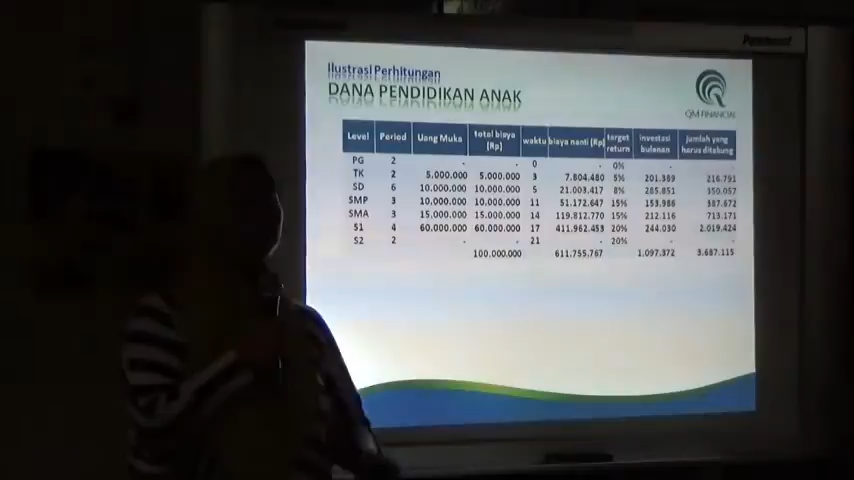 Panamount
Ilustrasi Perhitungan
DANA PENDIDIKAN ANAK
QM FINANCIAL
Level Period Uang Muka total biaya (Rp) waktu biaya nanti (Rp) target return investasi bulanan Jumlah yang harus ditabung
PG 2 - - 0 - 0% - -
TK 2 5.000.000 5.000.000 3 7.804.480 5% 201.389 216.791
SD 6 10.000.000 10.000.000 5 21.003.417 8% 285.851 350.057
SMP 3 10.000.000 10.000.000 11 51.172.647 15% 153.986 387.672
SMA 3 15.000.000 15.000.000 14 119.812.770 15% 212.116 713.171
S1 4 60.000.000 60.000.000 17 411.962.453 20% 244.030 2.019.424
S2 2 - - 21 - 20% - -
100.000.000 611.755.767 1.097.372 3.687.115